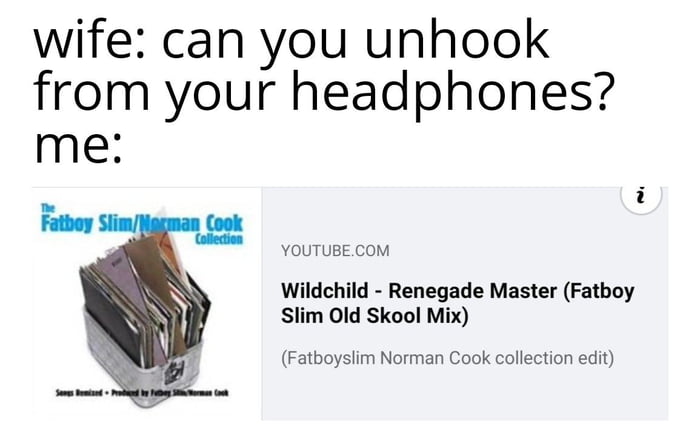 wife: can you unhook
from your headphones?
me:
The
Fatboy Slim/Norman Cook
Collection
Songs Remixed + Produced by Fatboy Slim/Norman Cook
i
YOUTUBE.COM
Wildchild - Renegade Master (Fatboy
Slim Old Skool Mix)
(Fatboyslim Norman Cook collection edit)